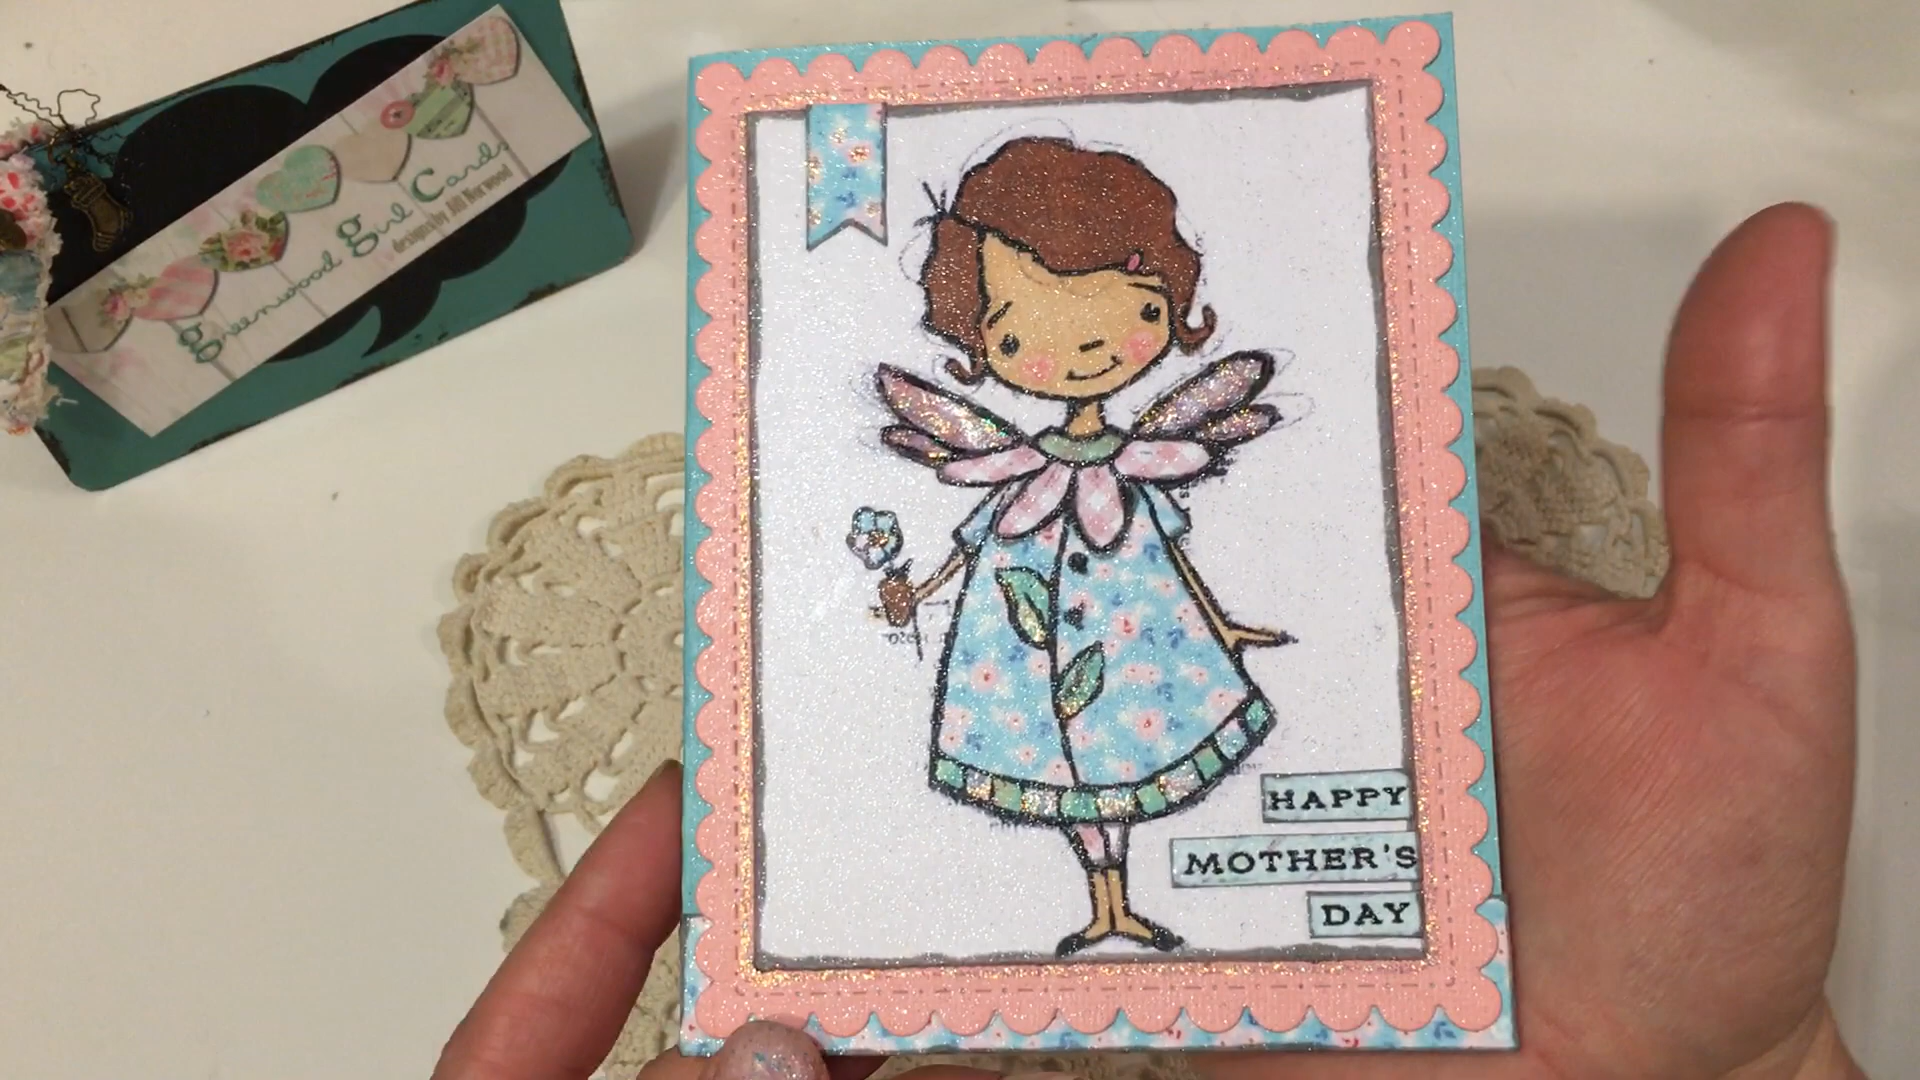 greenwood girl Cards
designs by Jill Norwood
HAPPY
MOTHER'S
DAY